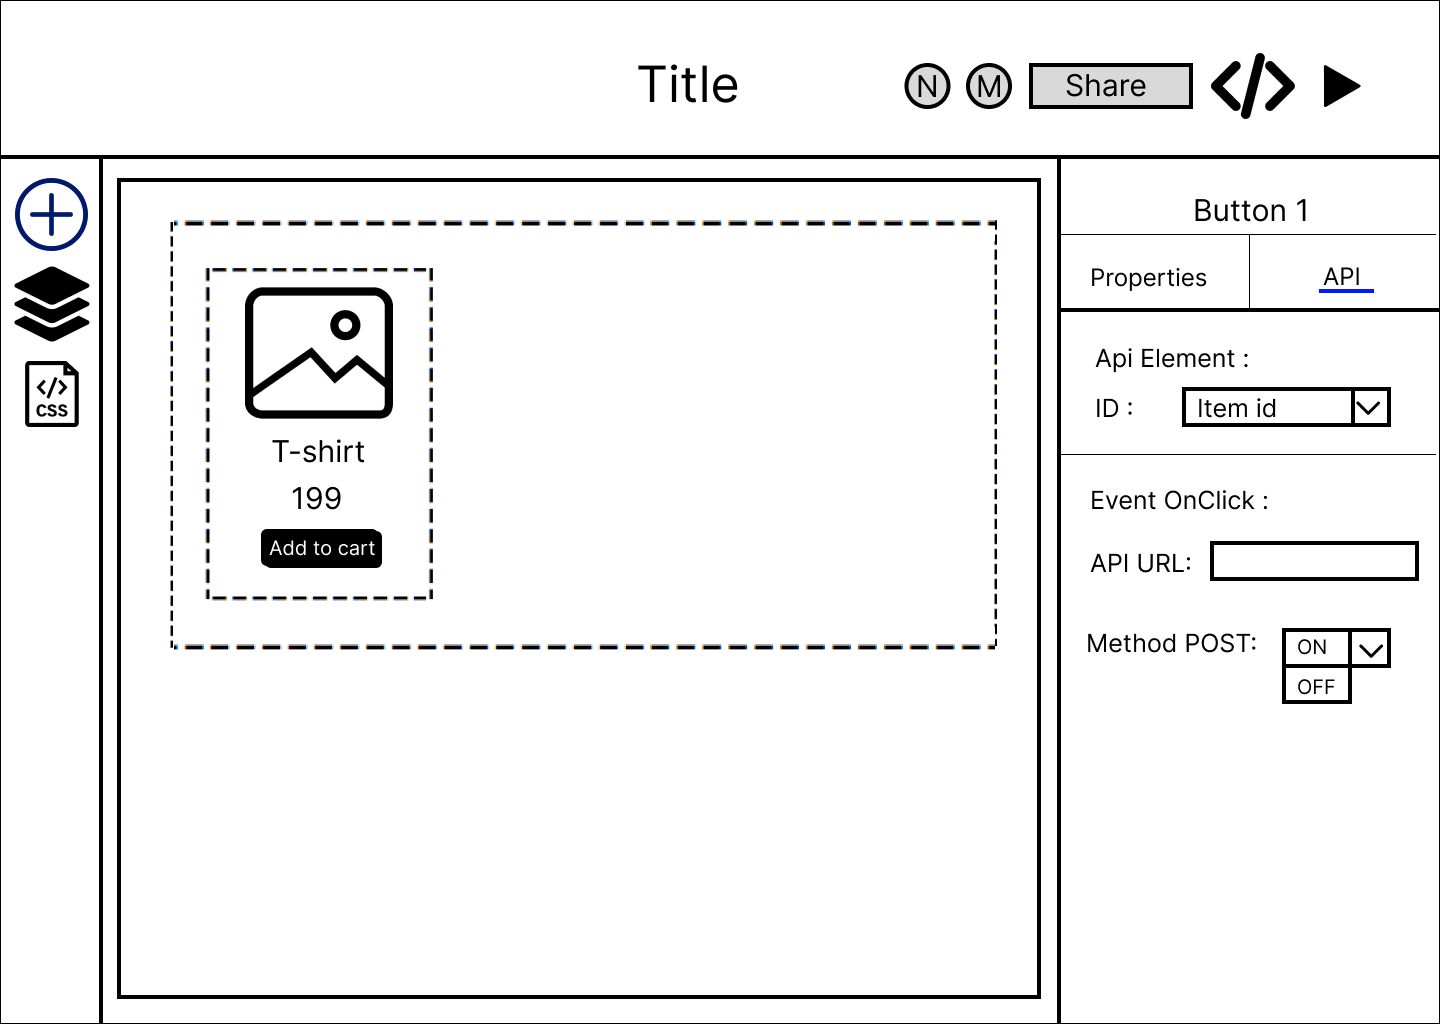 Title
N
M
Share
</>
CSS
T-shirt
199
Add to cart
Button 1
Properties
API
Api Element :
ID :
Item id
Event OnClick :
API URL:
Method POST:
ON
OFF